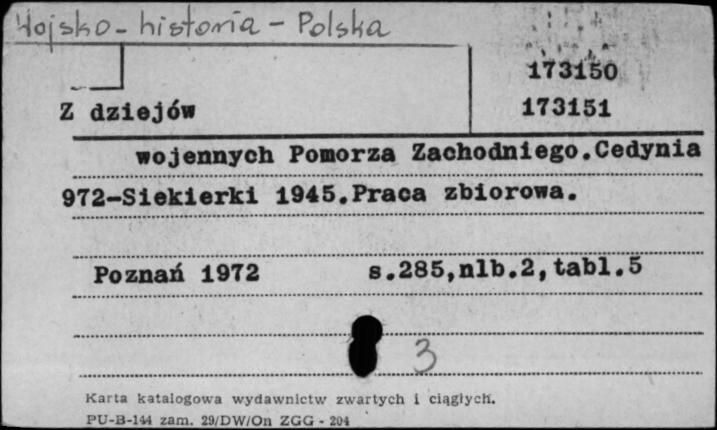 Wojsko - historia - Polska
173150
Z dziejów 173151
wojennych Pomorza Zachodniego.Cedynia
972-Siekierki 1945.Praca zbiorowa.
Poznań 1972 s.285,nlb.2,tabl.5
3
Karta katalogowa wydawnictw zwartych i ciągłych.
PU-B-144 zam. 29/DW/On ZGG - 204